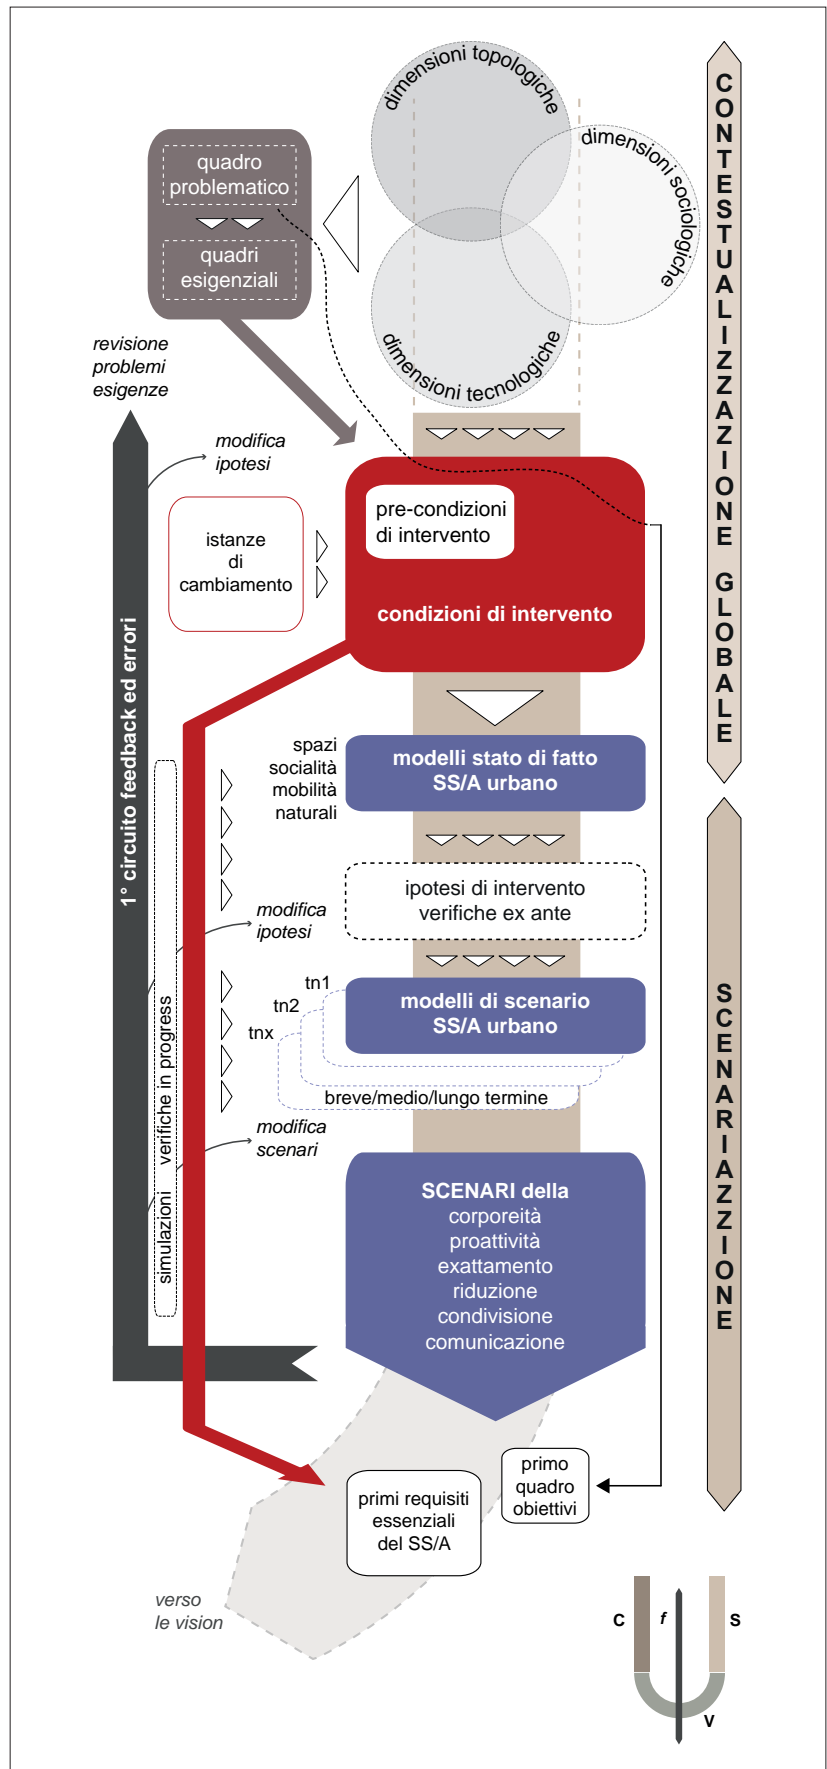 dimensioni topologiche
dimensioni sociologiche
dimensioni tecnologiche
quadro
problematico
quadri
esigenziali
CONTESTUALIZZAZIONE GLOBALE
revisione
problemi
esigenze
modifica
ipotesi
istanze
di
cambiamento
pre-condizioni
di intervento
condizioni di intervento
1° circuito feedback ed errori
spazi
socialità
mobilità
naturali
modelli stato di fatto
SS/A urbano
ipotesi di intervento
verifiche ex ante
modifica
ipotesi
simulazioni verifiche in progress
tn1
tn2
tnx
modelli di scenario
SS/A urbano
breve/medio/lungo termine
modifica
scenari
SCENARIAZZIONE
SCENARI della
corporeità
proattività
exattamento
riduzione
condivisione
comunicazione
primo
quadro
obiettivi
primi requisiti
essenziali
del SS/A
verso
le vision
C f S
V